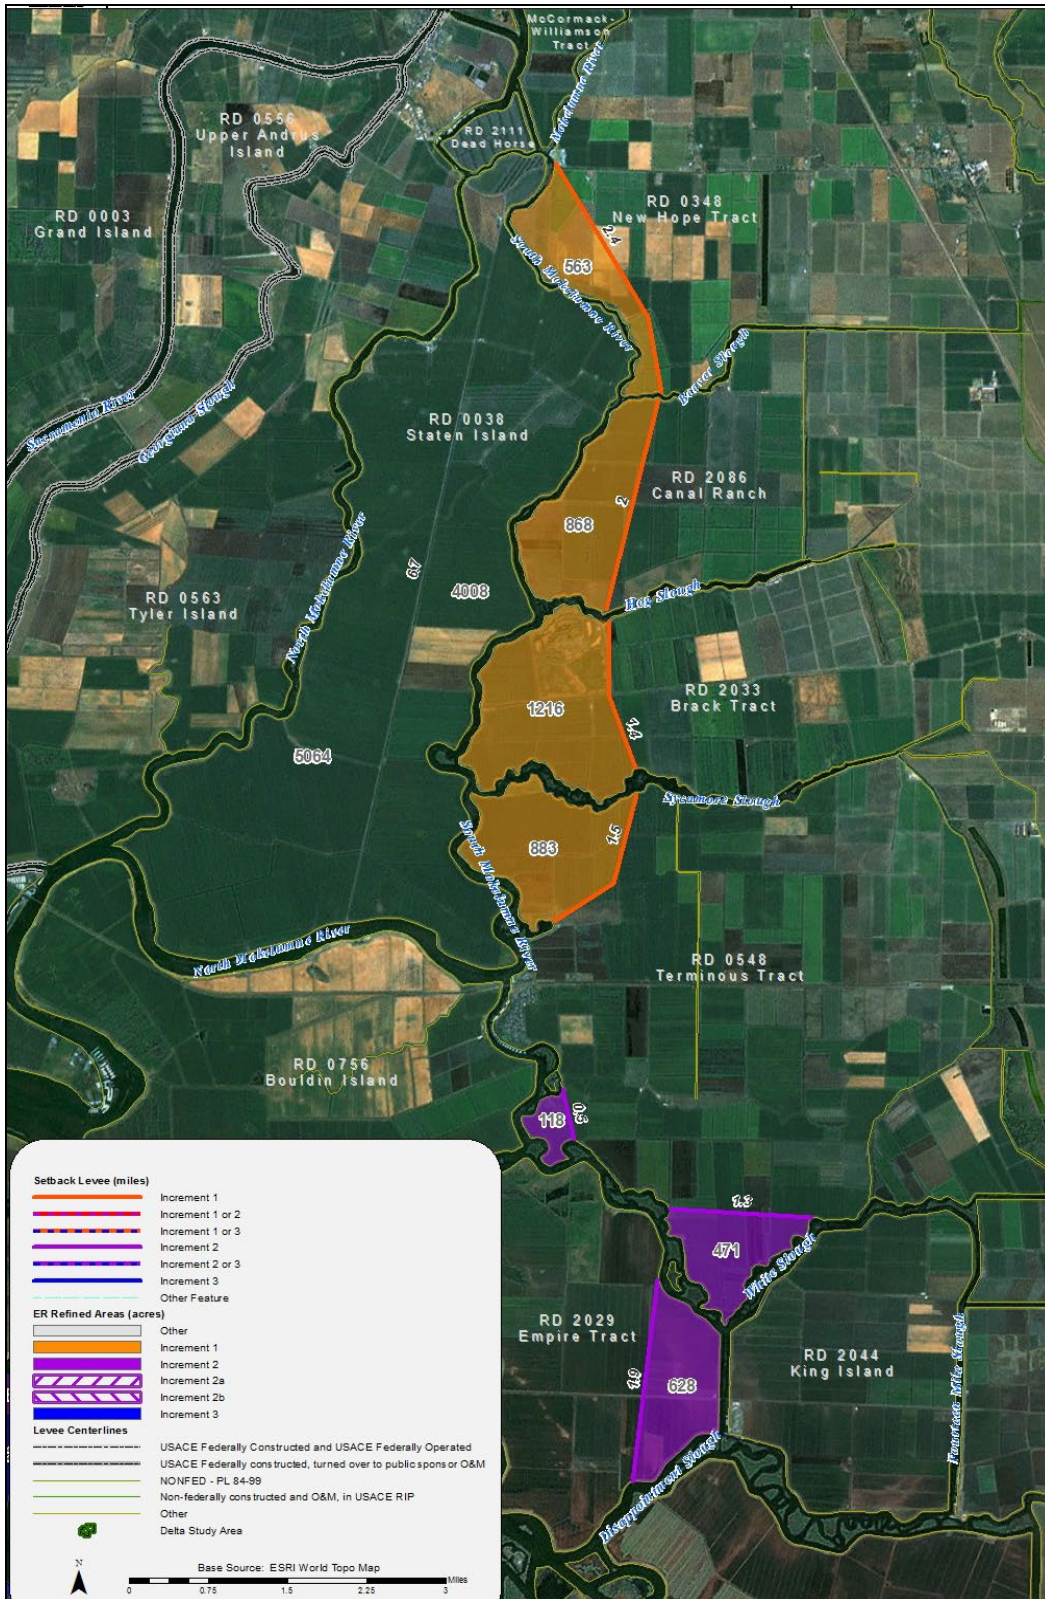 McCormack-
Williamson
Tract
Mokelumne River
RD 0556
Upper Andrus
Island
RD 2111
Dead Horse
RD 0003
Grand Island
RD 0348
New Hope Tract
2.4
563
South Mokelumne River
Beaver Slough
Sacramento River
Georgiana Slough
RD 0038
Staten Island
RD 2086
Canal Ranch
2
868
North Mokelumne River
6.7
4008
Hog Slough
RD 0563
Tyler Island
RD 2033
Brack Tract
1216
1.4
5064
Sycamore Slough
South Mokelumne River
883
1.5
North Mokelumne River
RD 0548
Terminous Tract
RD 0756
Bouldin Island
118
0.5
1.3
471
White Slough
RD 2029
Empire Tract
RD 2044
King Island
Fourteen Mile Slough
1.9
628
Disappointment Slough
Setback Levee (miles)
Increment 1
Increment 1 or 2
Increment 1 or 3
Increment 2
Increment 2 or 3
Increment 3
Other Feature
ER Refined Areas (acres)
Other
Increment 1
Increment 2
Increment 2a
Increment 2b
Increment 3
Levee Centerlines
USACE Federally Constructed and USACE Federally Operated
USACE Federally constructed, turned over to public sponsor O&M
NONFED - PL 84-99
Non-federally constructed and O&M, in USACE RIP
Other
Delta Study Area
N
Base Source: ESRI World Topo Map
Miles
0 0.75 1.5 2.25 3